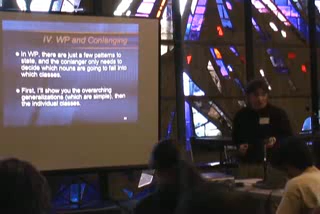 IV. WP and Conlanging
In WP, there are just a few patterns to
state, and the conlanger only needs to
decide which nouns are going to fall into
which classes.
First, I'll show you the overarching
generalizations (which are simple), then
the individual classes.